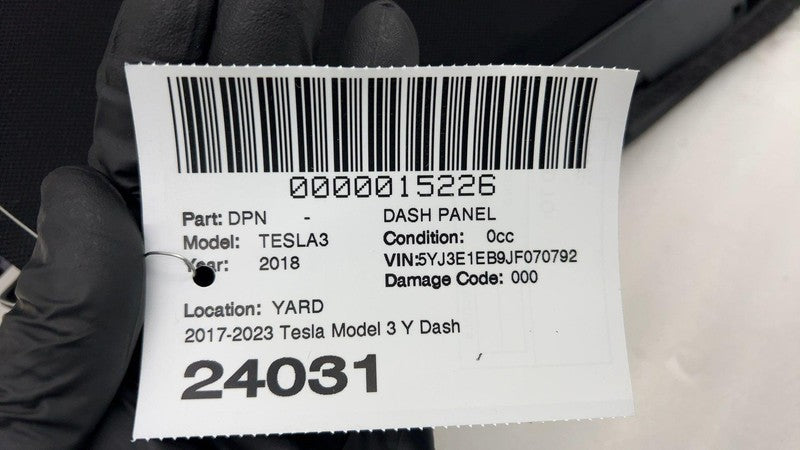 0000015226
Part: DPN - DASH PANEL
Model: TESLA3 Condition: 0cc
Year: 2018 VIN:5YJ3E1EB9JF070792
Damage Code: 000
Location: YARD
2017-2023 Tesla Model 3 Y Dash
24031